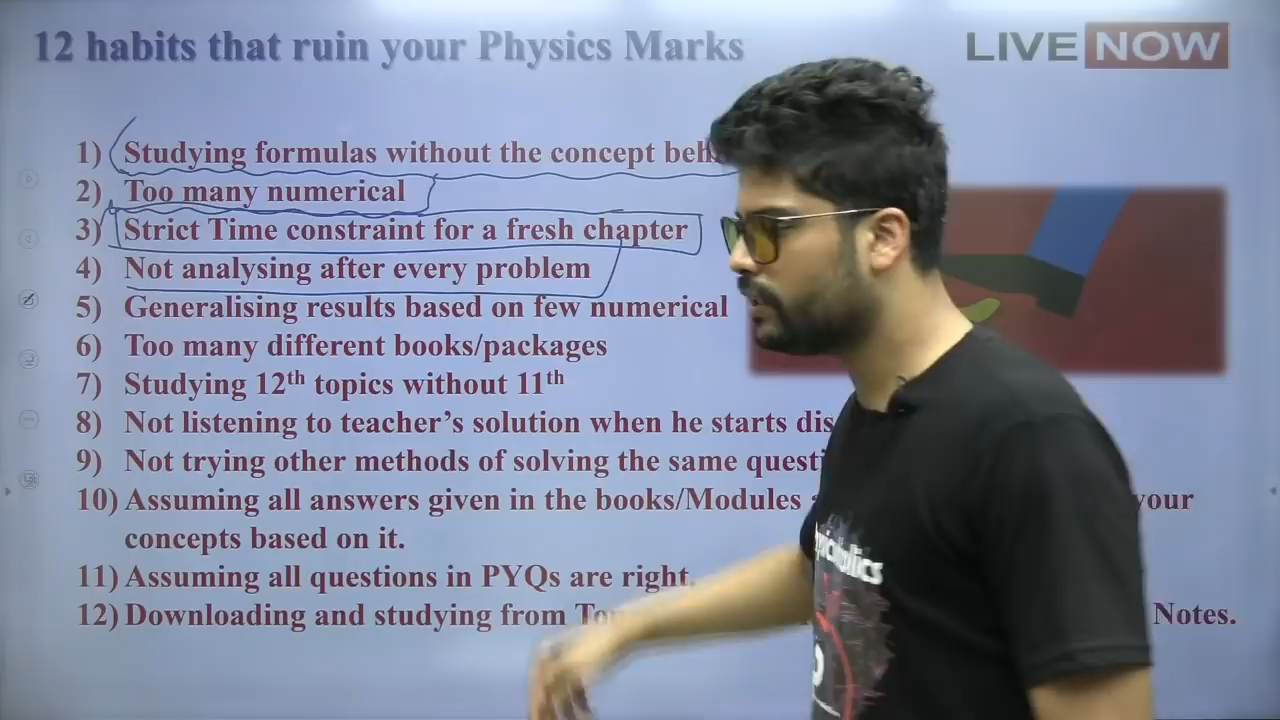 12 habits that ruin your Physics Marks
LIVE NOW
1) Studying formulas without the concept
2) Too many numerical
3) Strict Time constraint for a fresh chapter
4) Not analysing after every problem
5) Generalising results based on few numerical
6) Too many different books/packages
7) Studying 12th topics without 11th
8) Not listening to teacher’s solution when he starts
9) Not trying other methods of solving the same
10) Assuming all answers given in the books/Modules your
concepts based on it.
11) Assuming all questions in PYQs are right.
12) Downloading and studying from Notes.